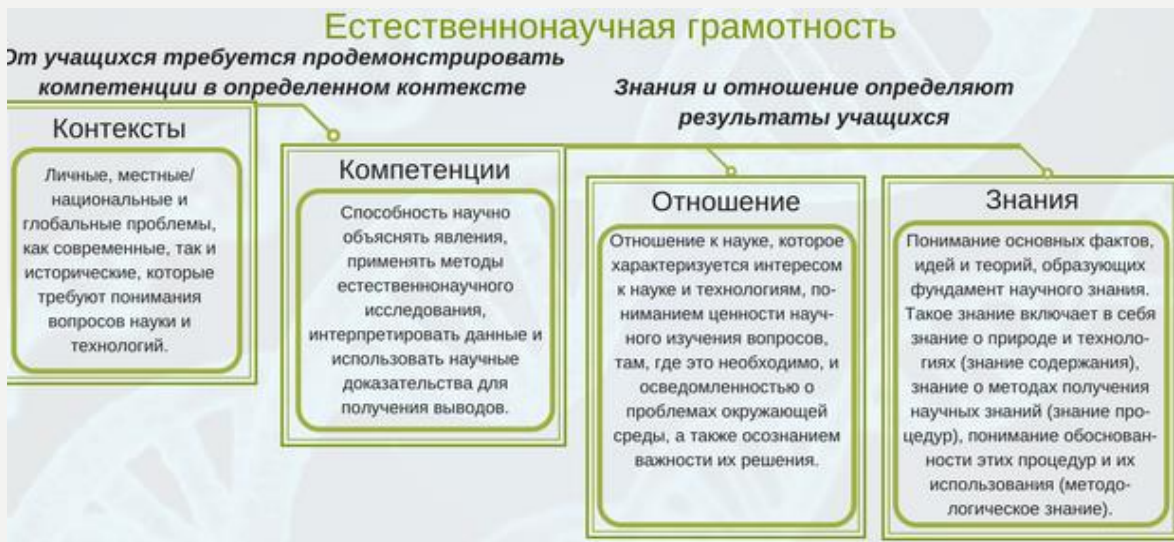 Естественнонаучная грамотность
От учащихся требуется продемонстрировать
компетенции в определенном контексте
Знания и отношение определяют
результаты учащихся
Контексты
Личные, местные/
национальные и
глобальные проблемы,
как современные, так и
исторические, которые
требуют понимания
вопросов науки и
технологий.
Компетенции
Способность научно
объяснять явления,
применять методы
естественнонаучного
исследования,
интерпретировать данные и
использовать научные
доказательства для
получения выводов.
Отношение
Отношение к науке, которое
характеризуется интересом
к науке и технологиям, по-
ниманием ценности науч-
ного изучения вопросов,
там, где это необходимо, и
осведомленностью о
проблемах окружающей
среды, а также осознанием
важности их решения.
Знания
Понимание основных фактов,
идей и теорий, образующих
фундамент научного знания.
Такое знание включает в себя
знание о природе и техноло-
гиях (знание содержания),
знание о методах получения
научных знаний (знание про-
цедур), понимание обоснован-
ности этих процедур и их
использования (методо-
логическое знание).